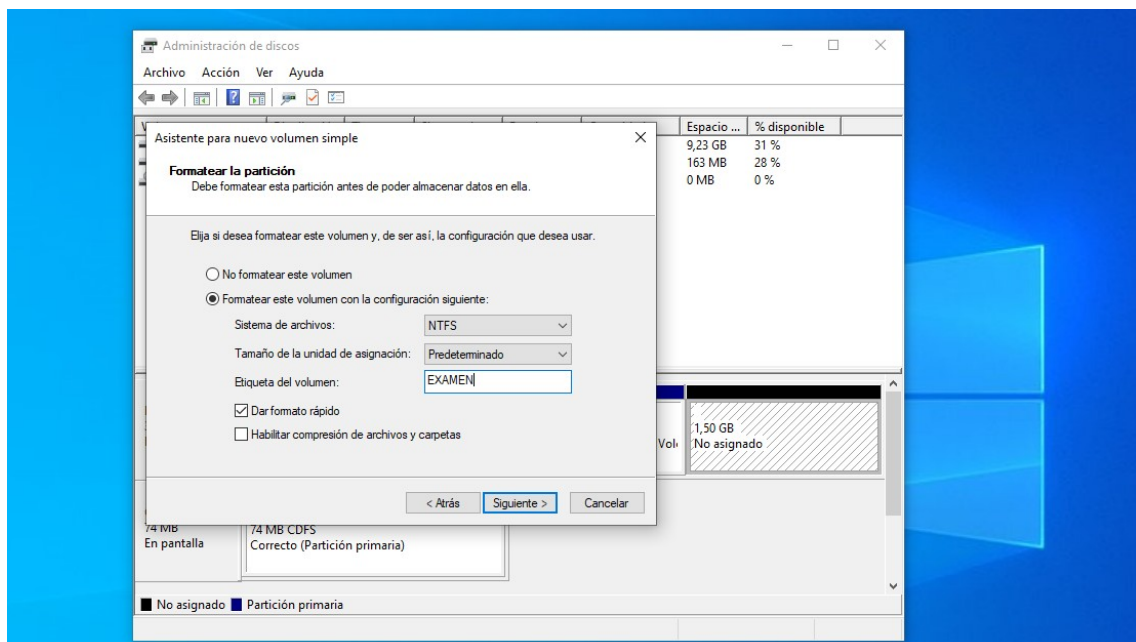 Administración de discos
Archivo Acción Ver Ayuda
Espacio ... % disponible
9,23 GB 31 %
163 MB 28 %
0 MB 0 %
Asistente para nuevo volumen simple
Formatear la partición
Debe formatear esta partición antes de poder almacenar datos en ella.
Elija si desea formatear este volumen y, de ser así, la configuración que desea usar.
No formatear este volumen
Formatear este volumen con la configuración siguiente:
Sistema de archivos: NTFS
Tamaño de la unidad de asignación: Predeterminado
Etiqueta del volumen: EXAMEN
Dar formato rápido
Habilitar compresión de archivos y carpetas
< Atrás Siguiente > Cancelar
1,50 GB
No asignado
74 MB 74 MB CDFS
En pantalla Correcto (Partición primaria)
No asignado Partición primaria